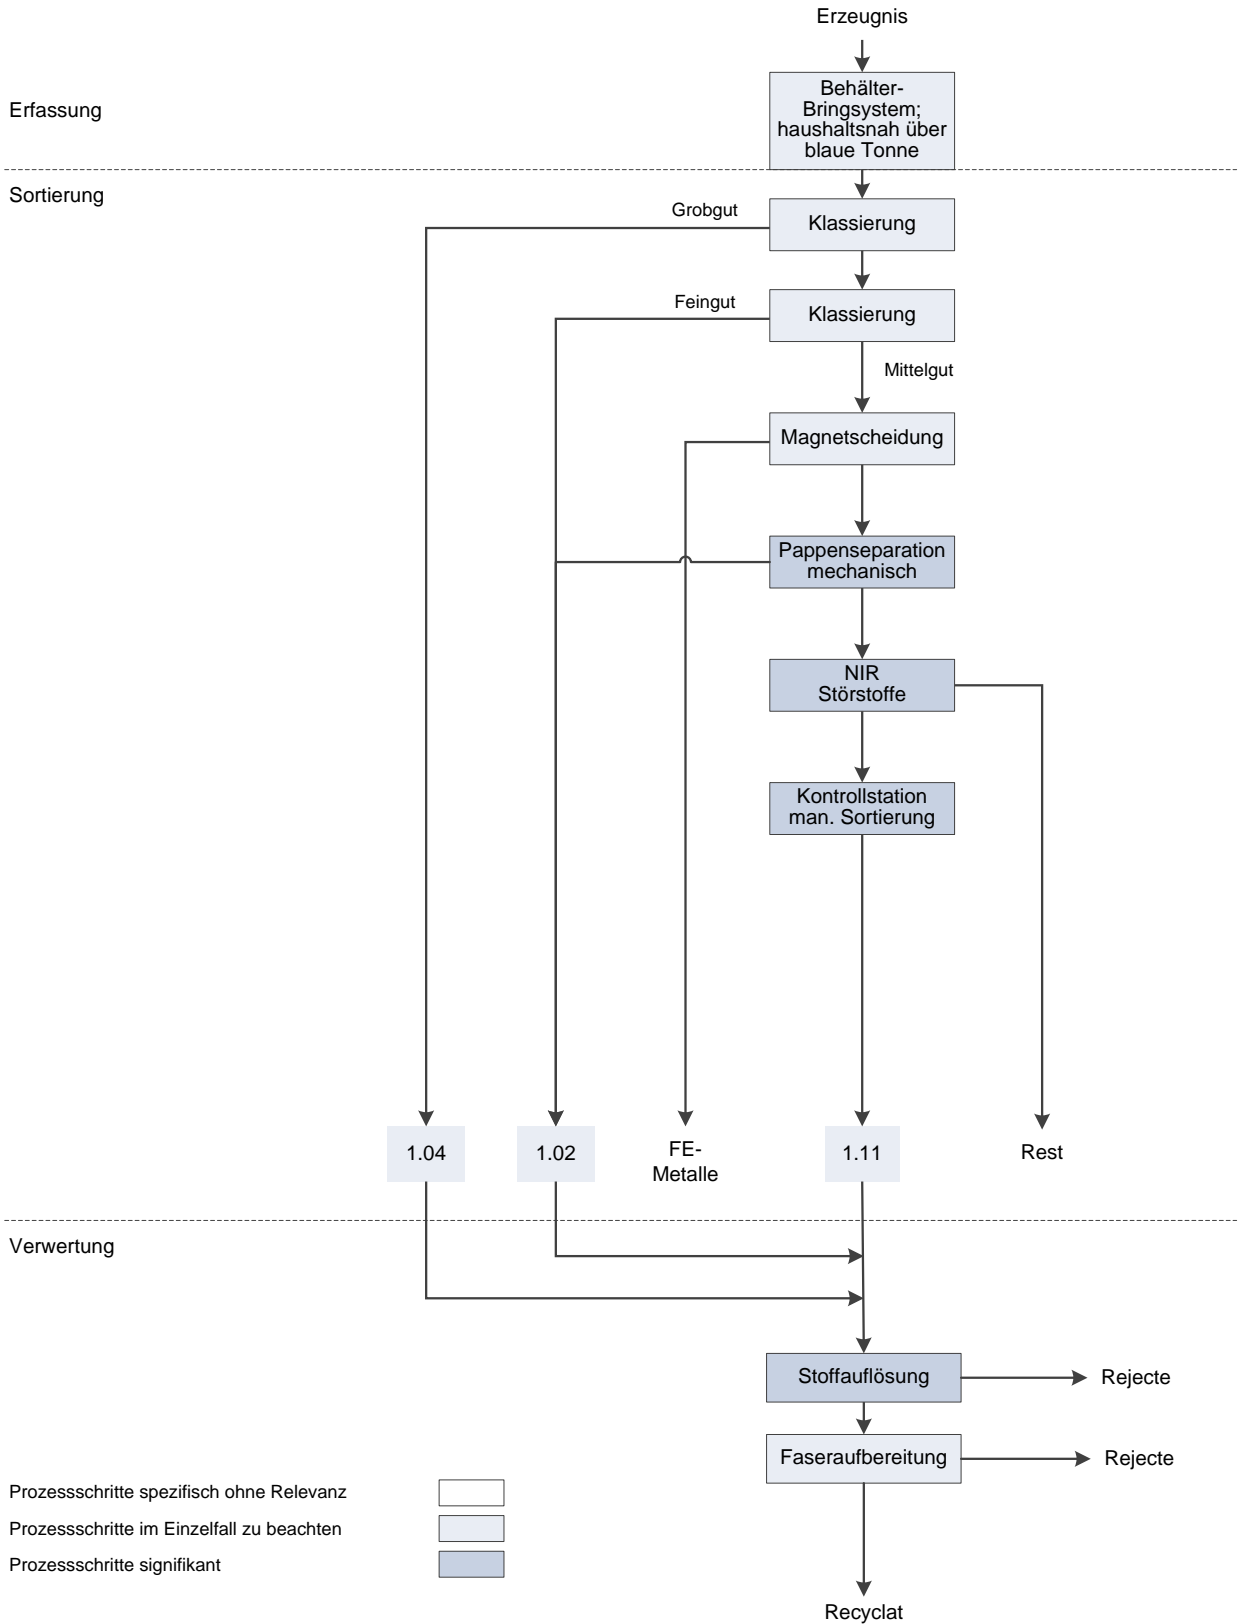 Erzeugnis
Erfassung
Behälter-
Bringsystem;
haushaltsnah über
blaue Tonne
Sortierung
Grobgut
Klassierung
Feingut
Klassierung
Mittelgut
Magnetscheidung
Pappenseparation
mechanisch
NIR
Störstoffe
Kontrollstation
man. Sortierung
1.04
1.02
FE-
Metalle
1.11
Rest
Verwertung
Stoffauflösung
Rejecte
Faseraufbereitung
Rejecte
Prozessschritte spezifisch ohne Relevanz
Prozessschritte im Einzelfall zu beachten
Prozessschritte signifikant
Recyclat